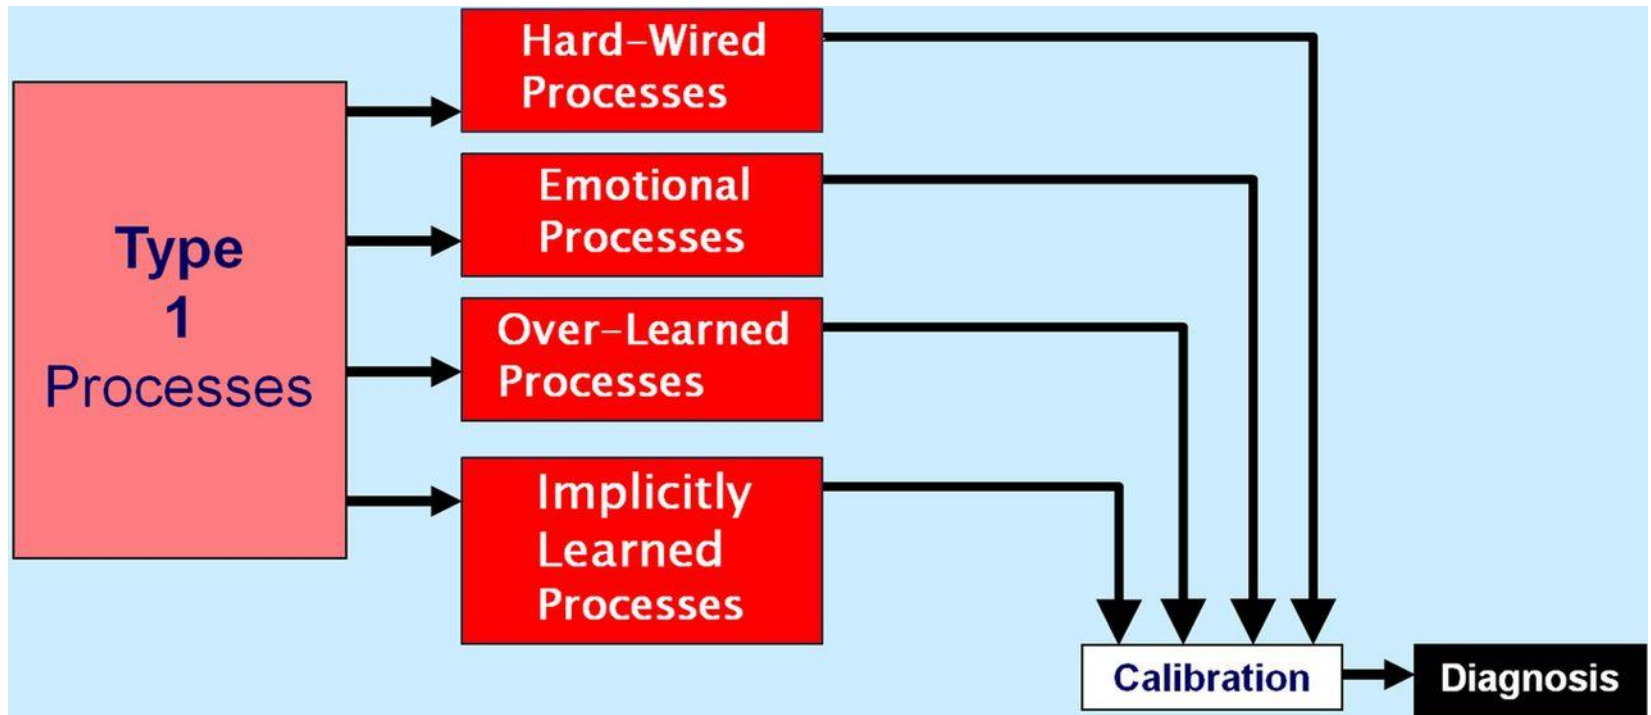 Type
1
Processes
Hard-Wired
Processes
Emotional
Processes
Over-Learned
Processes
Implicitly
Learned
Processes
Calibration
Diagnosis